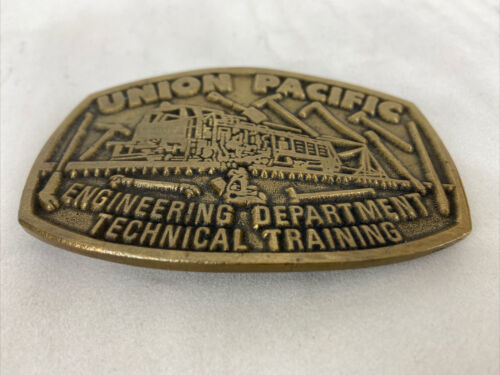 UNION PACIFIC
ENGINEERING DEPARTMENT
TECHNICAL TRAINING